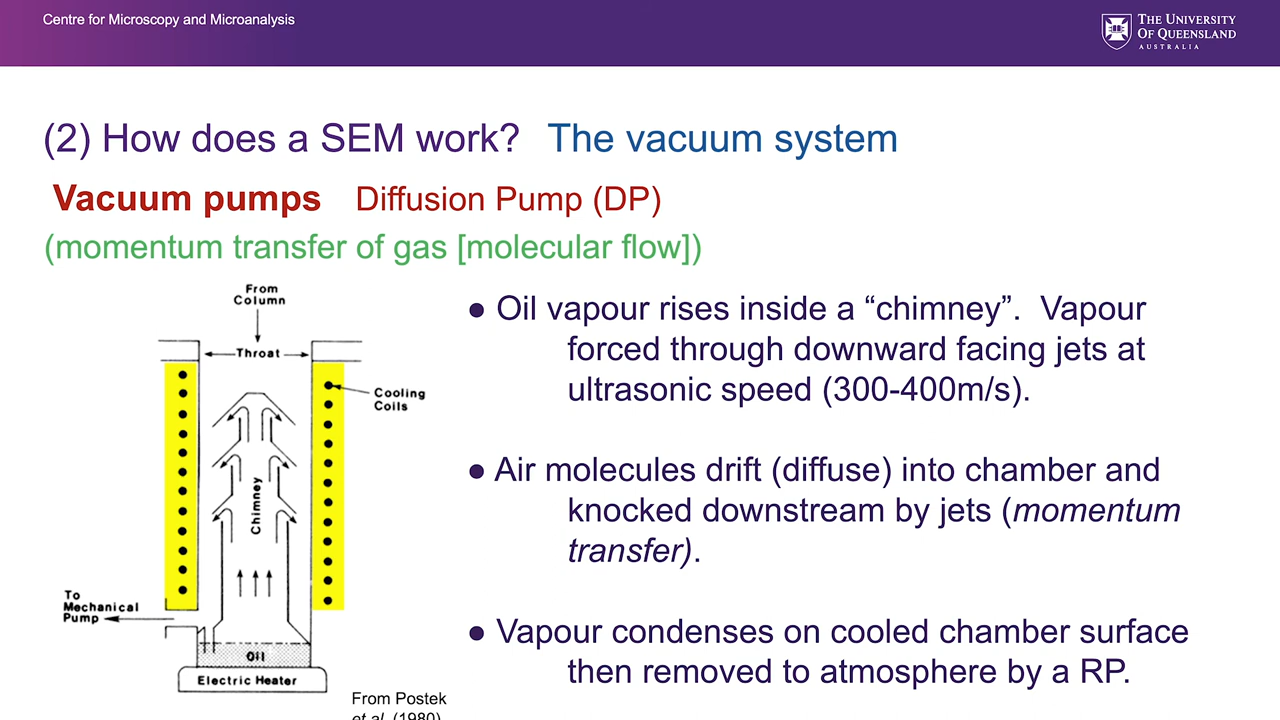 Centre for Microscopy and Microanalysis
THE UNIVERSITY
OF QUEENSLAND
AUSTRALIA
(2) How does a SEM work? The vacuum system
Vacuum pumps Diffusion Pump (DP)
(momentum transfer of gas [molecular flow])
From
Column
Throat
Cooling
Coils
Chimney
To
Mechanical
Pump
Oil
Electric Heater
From Postek
et al. (1980)
● Oil vapour rises inside a “chimney”. Vapour
forced through downward facing jets at
ultrasonic speed (300-400m/s).
● Air molecules drift (diffuse) into chamber and
knocked downstream by jets (momentum
transfer).
● Vapour condenses on cooled chamber surface
then removed to atmosphere by a RP.